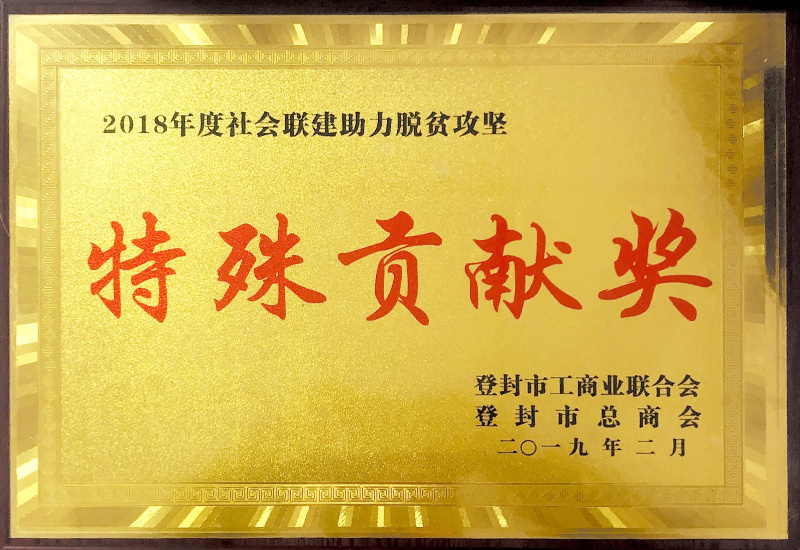 2018年度社会联建助力脱贫攻坚
特殊贡献奖
登封市工商业联合会
登封市总商会
二〇一九年二月